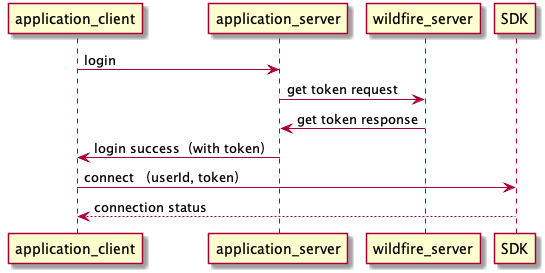 application_client application_server wildfire_server SDK
login
get token request
get token response
login success（with token）
connect （userId, token）
connection status
application_client application_server wildfire_server SDK